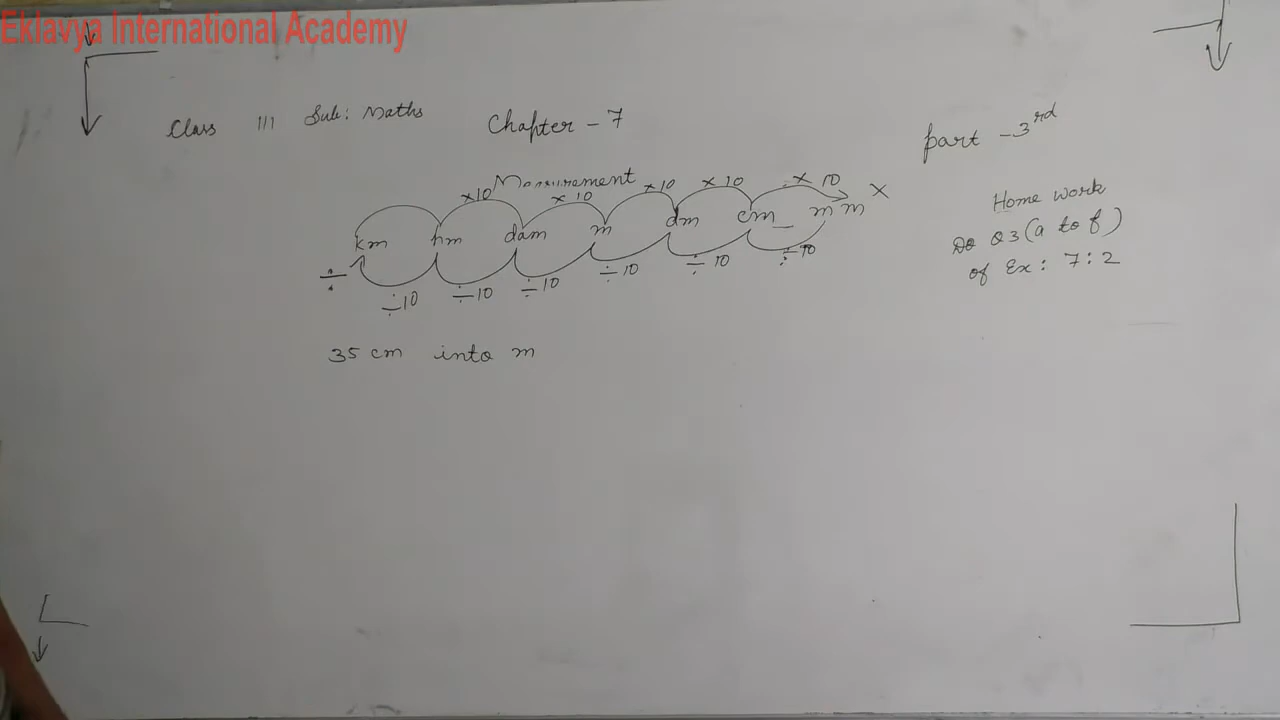 Eklavya International Academy
Class III Sub: Maths Chapter - 7 part - 3rd
Measurement
×10 ×10 ×10 ×10 × 10 ×
km hm dam m dm cm mm
÷
÷10 ÷10 ÷10 ÷10 ÷10 ÷10
Home work
Do Q3 (a to f)
of Ex: 7:2
35 cm into m